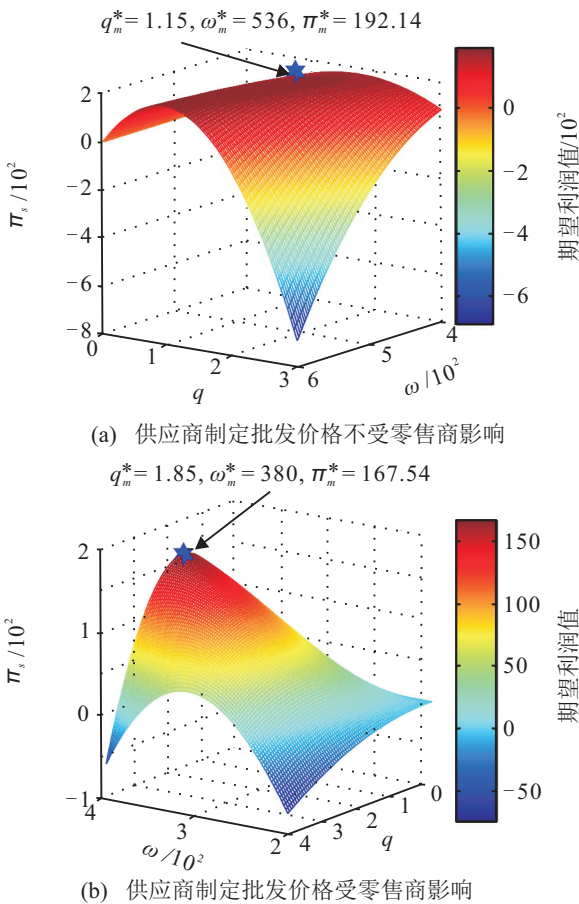 q*m = 1.15, ω*m = 536, π*m = 192.14
2
0
−2
−4
−6
−8
πs/10²
0
1
2
3
q
6
5
4
ω/10²
0
−2
−4
−6
期望利润值/10²
(a) 供应商制定批发价格不受零售商影响
q*m = 1.85, ω*m = 380, π*m = 167.54
2
1
0
−1
πs/10²
4
3
2
ω/10²
4
3
2
1
0
q
150
100
50
0
−50
期望利润值
(b) 供应商制定批发价格受零售商影响